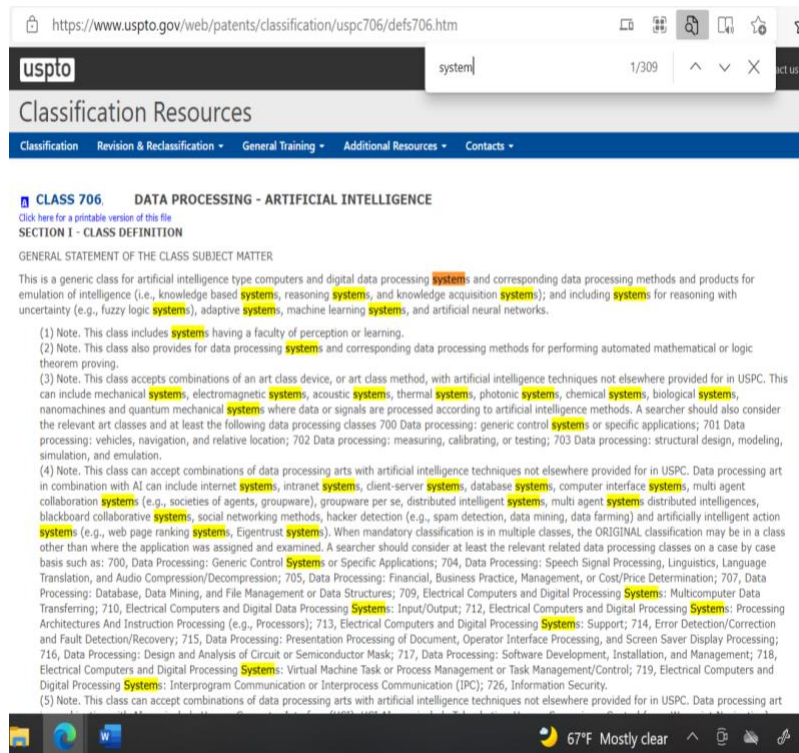 https://www.uspto.gov/web/patents/classification/uspc706/defs706.htm
system 1/309
uspto
act us
Classification Resources
Classification Revision & Reclassification General Training Additional Resources Contacts
CLASS 706, DATA PROCESSING - ARTIFICIAL INTELLIGENCE
Click here for a printable version of this file
SECTION I - CLASS DEFINITION
GENERAL STATEMENT OF THE CLASS SUBJECT MATTER
This is a generic class for artificial intelligence type computers and digital data processing systems and corresponding data processing methods and products for
emulation of intelligence (i.e., knowledge based systems, reasoning systems, and knowledge acquisition systems); and including systems for reasoning with
uncertainty (e.g., fuzzy logic systems), adaptive systems, machine learning systems, and artificial neural networks.
(1) Note. This class includes systems having a faculty of perception or learning.
(2) Note. This class also provides for data processing systems and corresponding data processing methods for performing automated mathematical or logic
theorem proving.
(3) Note. This class accepts combinations of an art class device, or art class method, with artificial intelligence techniques not elsewhere provided for in USPC. This
can include mechanical systems, electromagnetic systems, acoustic systems, thermal systems, photonic systems, chemical systems, biological systems,
nanomachines and quantum mechanical systems where data or signals are processed according to artificial intelligence methods. A searcher should also consider
the relevant art classes and at least the following data processing classes 700 Data Processing: generic control systems or specific applications; 701 Data
processing: vehicles, navigation, and relative location; 702 Data processing: measuring, calibrating, or testing; 703 Data processing: structural design, modeling,
simulation, and emulation.
(4) Note. This class can accept combinations of data processing arts with artificial intelligence techniques not elsewhere provided for in USPC. Data processing art
in combination with AI can include internet systems, intranet systems, client-server systems, database systems, computer interface systems, multi agent
collaboration systems (e.g., societies of agents, groupware), groupware per se, distributed intelligent systems, multi agent systems distributed intelligences,
blackboard collaborative systems, social networking methods, hacker detection (e.g., spam detection, data mining, data farming) and artificially intelligent action
systems (e.g., web page ranking systems, Eigentrust systems). When mandatory classification is in multiple classes, the ORIGINAL classification may be in a class
other than where the application was assigned and examined. A searcher should consider at least the relevant related data processing classes on a case by case
basis such as: 700, Data Processing: Generic Control Systems or Specific Applications; 704, Data Processing: Speech Signal Processing, Linguistics, Language
Translation, and Audio Compression/Decompression; 705, Data Processing: Financial, Business Practice, Management, or Cost/Price Determination; 707, Data
Processing: Database, Data Mining, and File Management or Data Structures; 709, Electrical Computers and Digital Processing Systems: Multicomputer Data
Transferring; 710, Electrical Computers and Digital Data Processing Systems: Input/Output; 712, Electrical Computers and Digital Processing Systems: Processing
Architectures And Instruction Processing (e.g., Processors); 713, Electrical Computers and Digital Processing Systems: Support; 714, Error Detection/Correction
and Fault Detection/Recovery; 715, Data Processing: Presentation Processing of Document, Operator Interface Processing, and Screen Saver Display Processing;
716, Data Processing: Design and Analysis of Circuit or Semiconductor Mask; 717, Data Processing: Software Development, Installation, and Management; 718,
Electrical Computers and Digital Processing Systems: Virtual Machine Task or Process Management or Task Management/Control; 719, Electrical Computers and
Digital Processing Systems: Interprogram Communication or Interprocess Communication (IPC); 726, Information Security.
(5) Note. This class can accept combinations of data processing arts with artificial intelligence techniques not elsewhere provided for in USPC. Data processing art
67°F Mostly clear